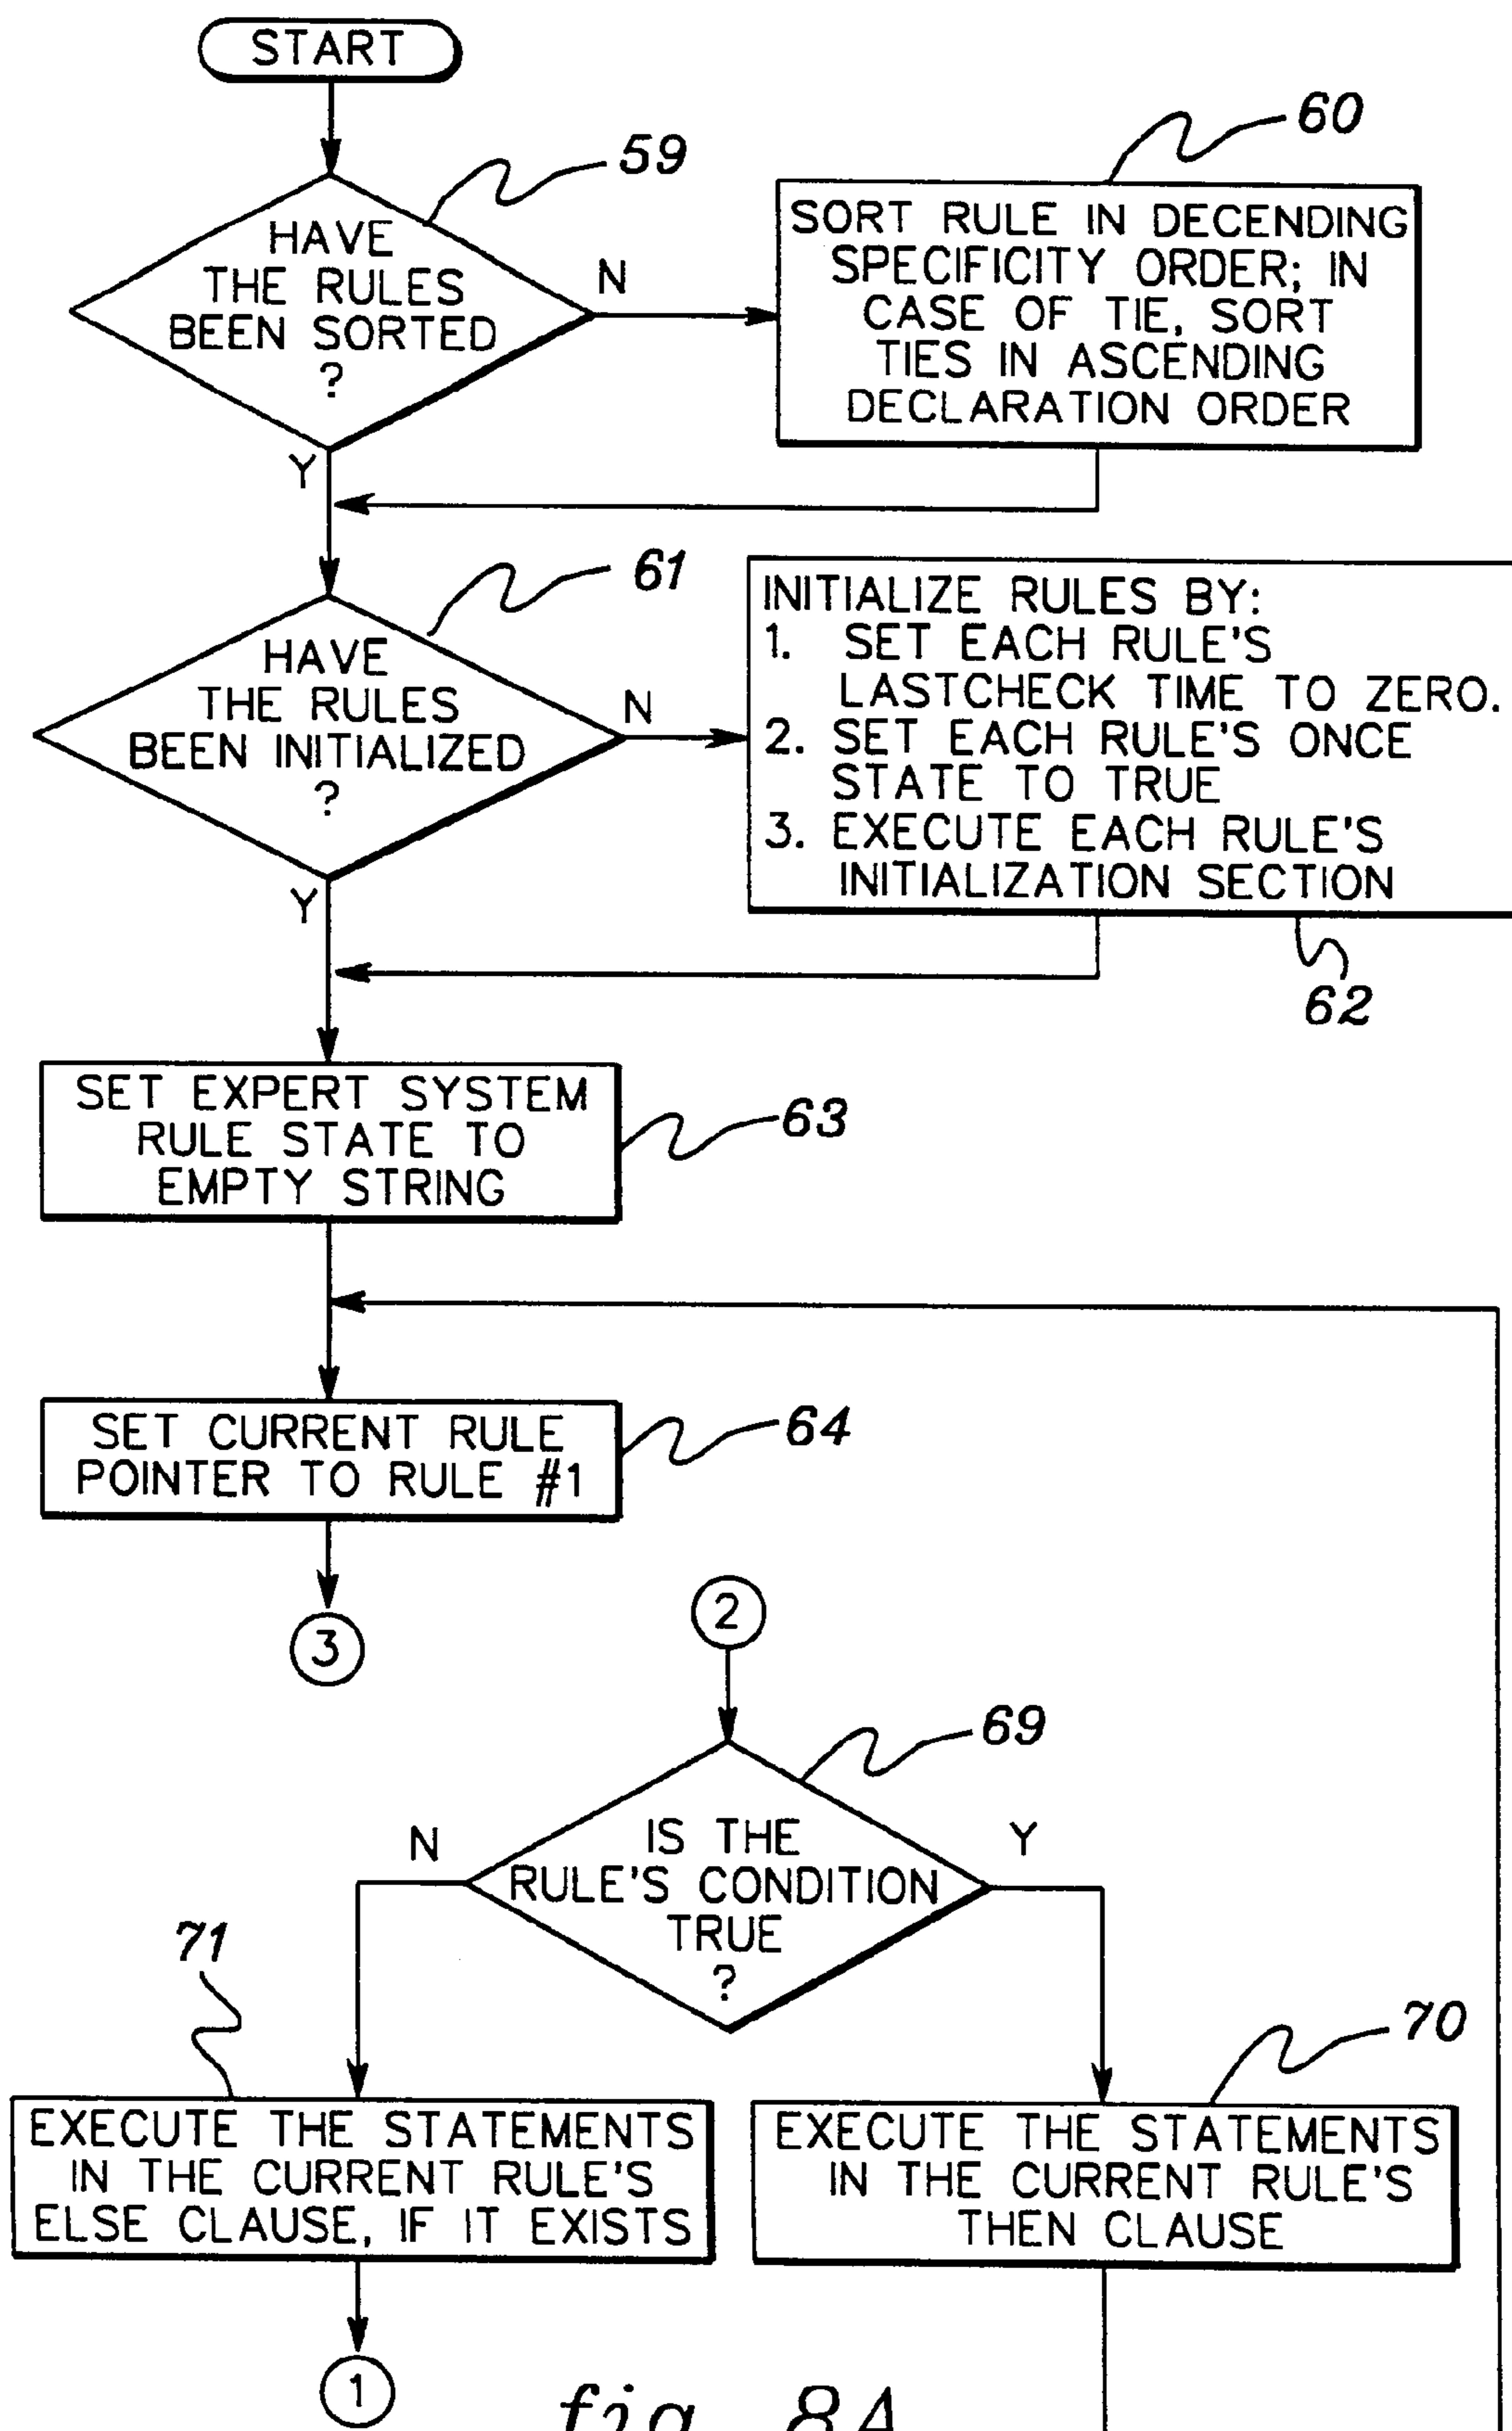 START
60
59
HAVE
THE RULES
BEEN SORTED
?
N
SORT RULE IN DECENDING
SPECIFICITY ORDER; IN
CASE OF TIE, SORT
TIES IN ASCENDING
DECLARATION ORDER
Y
61
HAVE
THE RULES
BEEN INITIALIZED
?
N
INITIALIZE RULES BY:
1. SET EACH RULE'S
LASTCHECK TIME TO ZERO.
2. SET EACH RULE'S ONCE
STATE TO TRUE
3. EXECUTE EACH RULE'S
INITIALIZATION SECTION
Y
62
SET EXPERT SYSTEM
RULE STATE TO
EMPTY STRING
63
SET CURRENT RULE
POINTER TO RULE #1
64
3
2
69
N
IS THE
RULE'S CONDITION
TRUE
?
Y
71
70
EXECUTE THE STATEMENTS
IN THE CURRENT RULE'S
ELSE CLAUSE, IF IT EXISTS
EXECUTE THE STATEMENTS
IN THE CURRENT RULE'S
THEN CLAUSE
1
fig. 8A